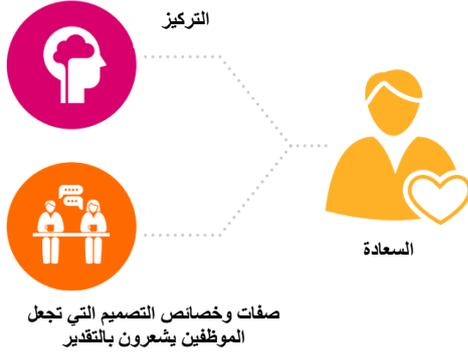 التركيز
السعادة
صفات وخصائص التصميم التي تجعل
الموظفين يشعرون بالتقدير